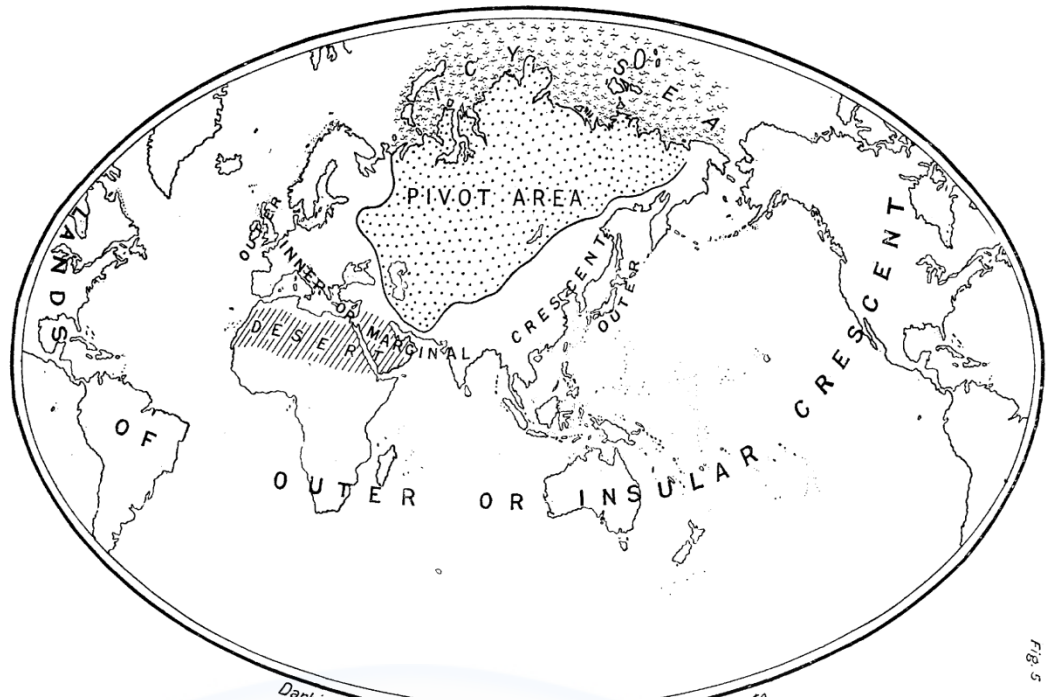 ICY SEA
PIVOT AREA
OUTER
INNER OR MARGINAL CRESCENT
OUTER
DESERT
LANDS OF OUTER OR INSULAR CRESCENT
Fig. 5